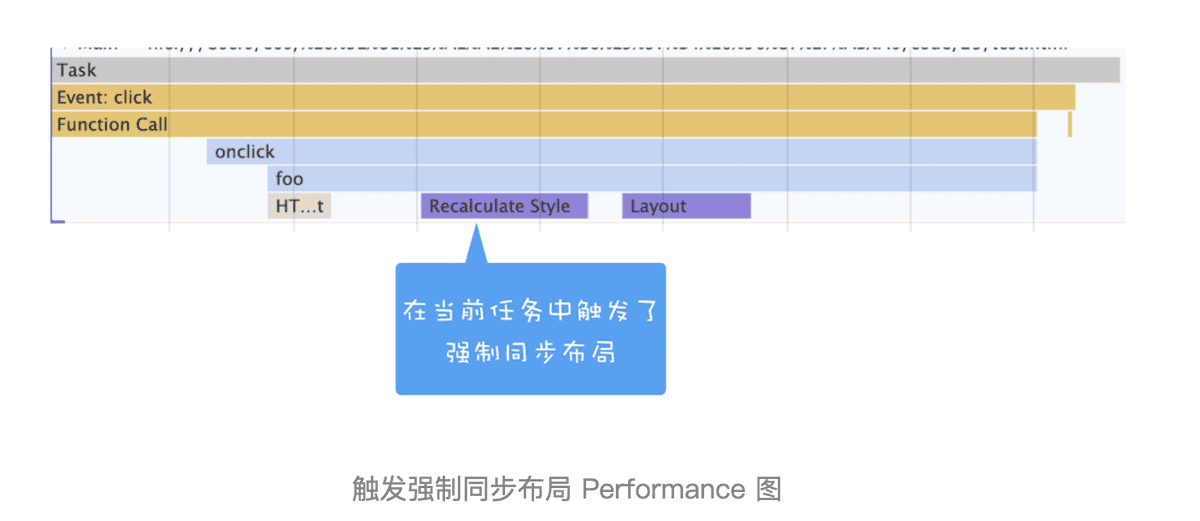 Task
Event: click
Function Call
onclick
foo
HT...t Recalculate Style Layout
在当前任务中触发了
强制同步布局
触发强制同步布局 Performance 图